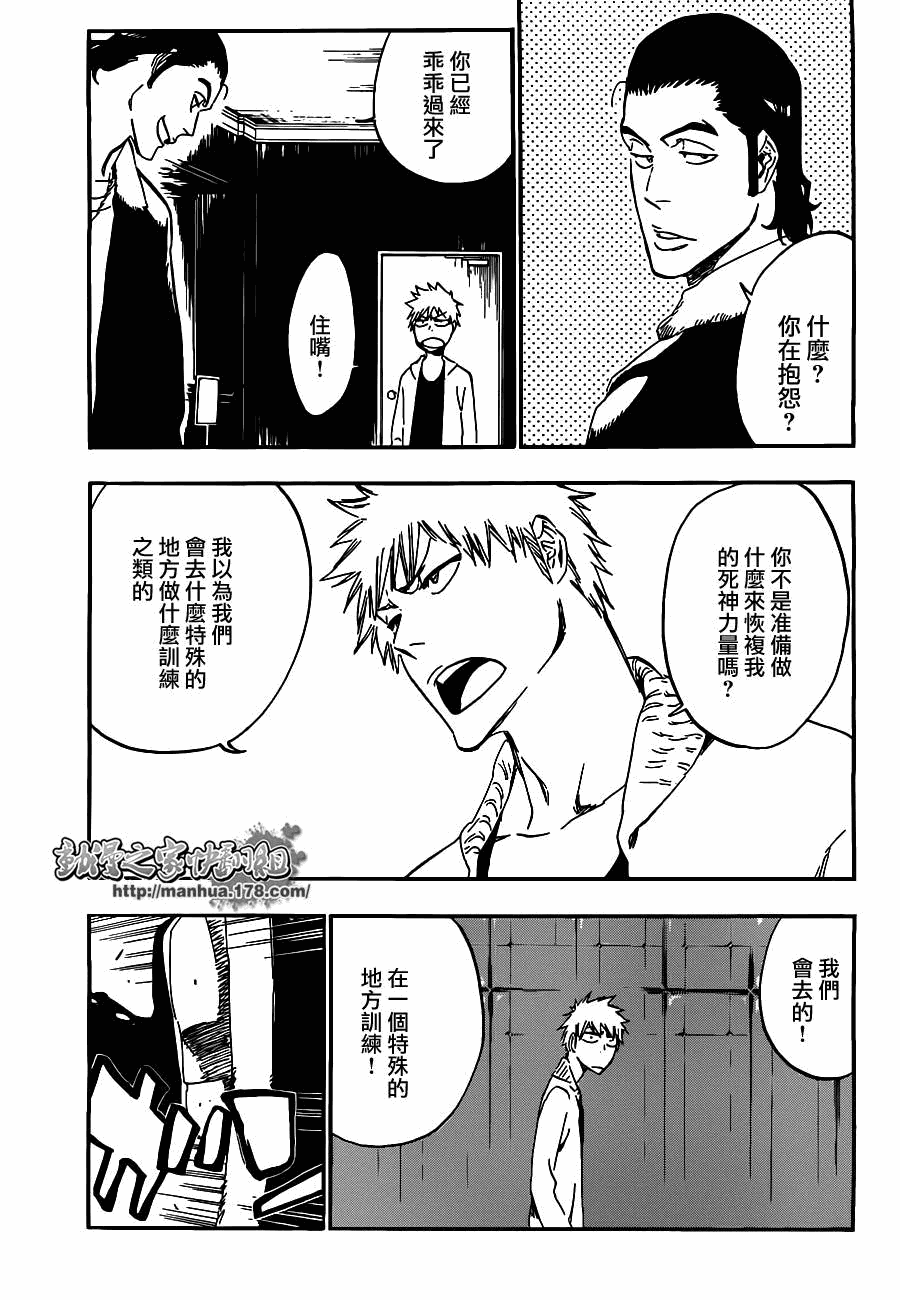 什麼?
你在抱怨?
你已經
乖乖過來了
住嘴!
你不是准備做
什麼來恢複我
的死神力量嗎?
我以為我們
會去什麼特殊的
地方做什麼訓練
之類的
動漫之家快翻組
http://manhua.178.com/
我們
會去的!
在一個特殊的
地方訓練!